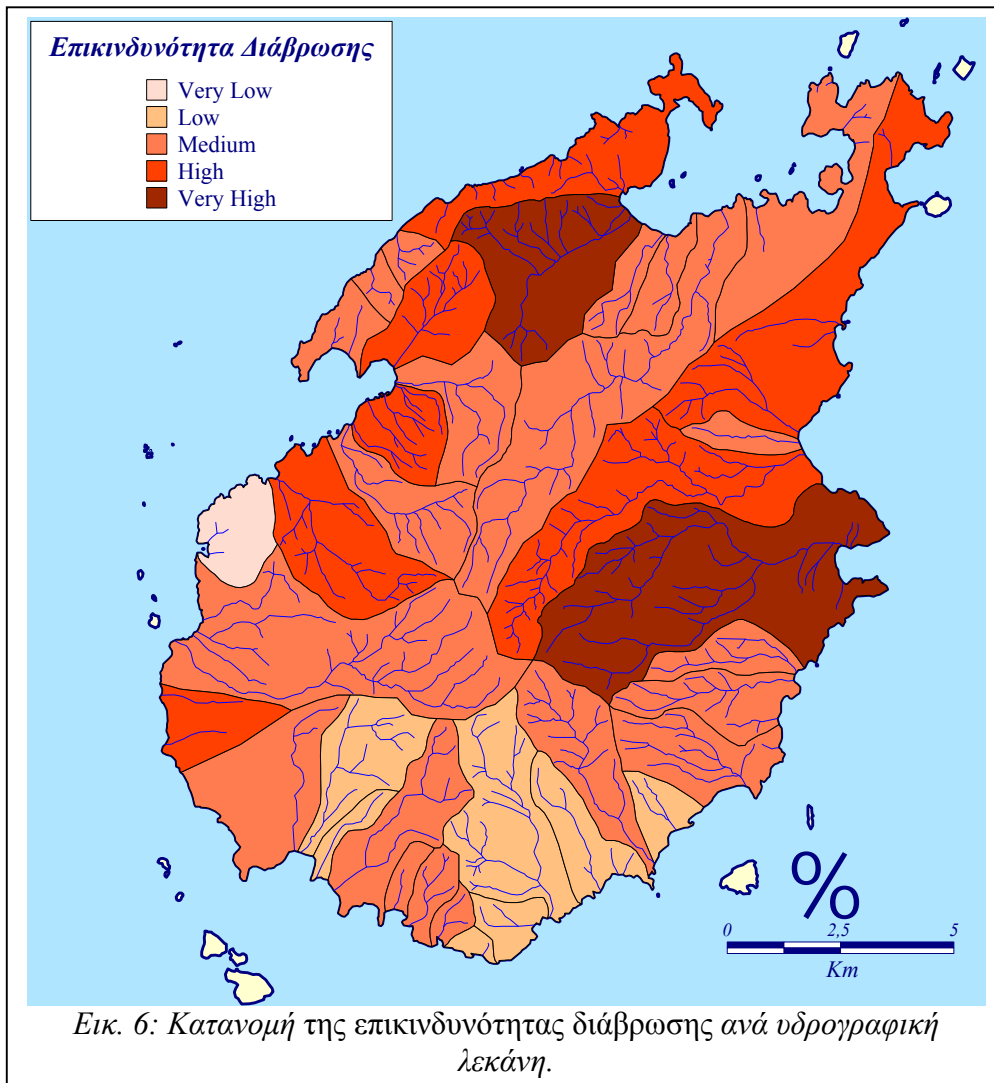 Επικινδυνότητα Διάβρωσης
Very Low
Low
Medium
High
Very High
%
0 2,5 5
Km
Εικ. 6: Κατανομή της επικινδυνότητας διάβρωσης ανά υδρογραφική
λεκάνη.